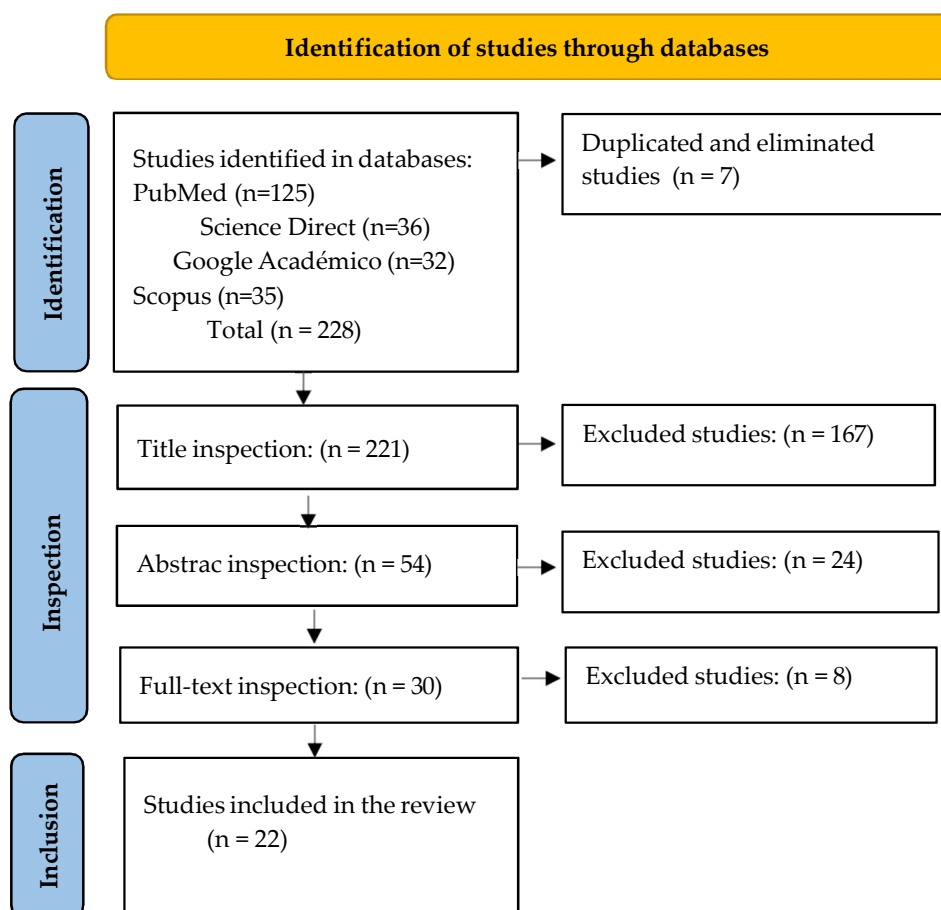 Identification of studies through databases
Identification
Studies identified in databases:
PubMed (n=125)
Science Direct (n=36)
Google Académico (n=32)
Scopus (n=35)
Total (n = 228)
Duplicated and eliminated
studies (n = 7)
Inspection
Title inspection: (n = 221)
Excluded studies: (n = 167)
Abstrac inspection: (n = 54)
Excluded studies: (n = 24)
Full-text inspection: (n = 30)
Excluded studies: (n = 8)
Inclusion
Studies included in the review
(n = 22)